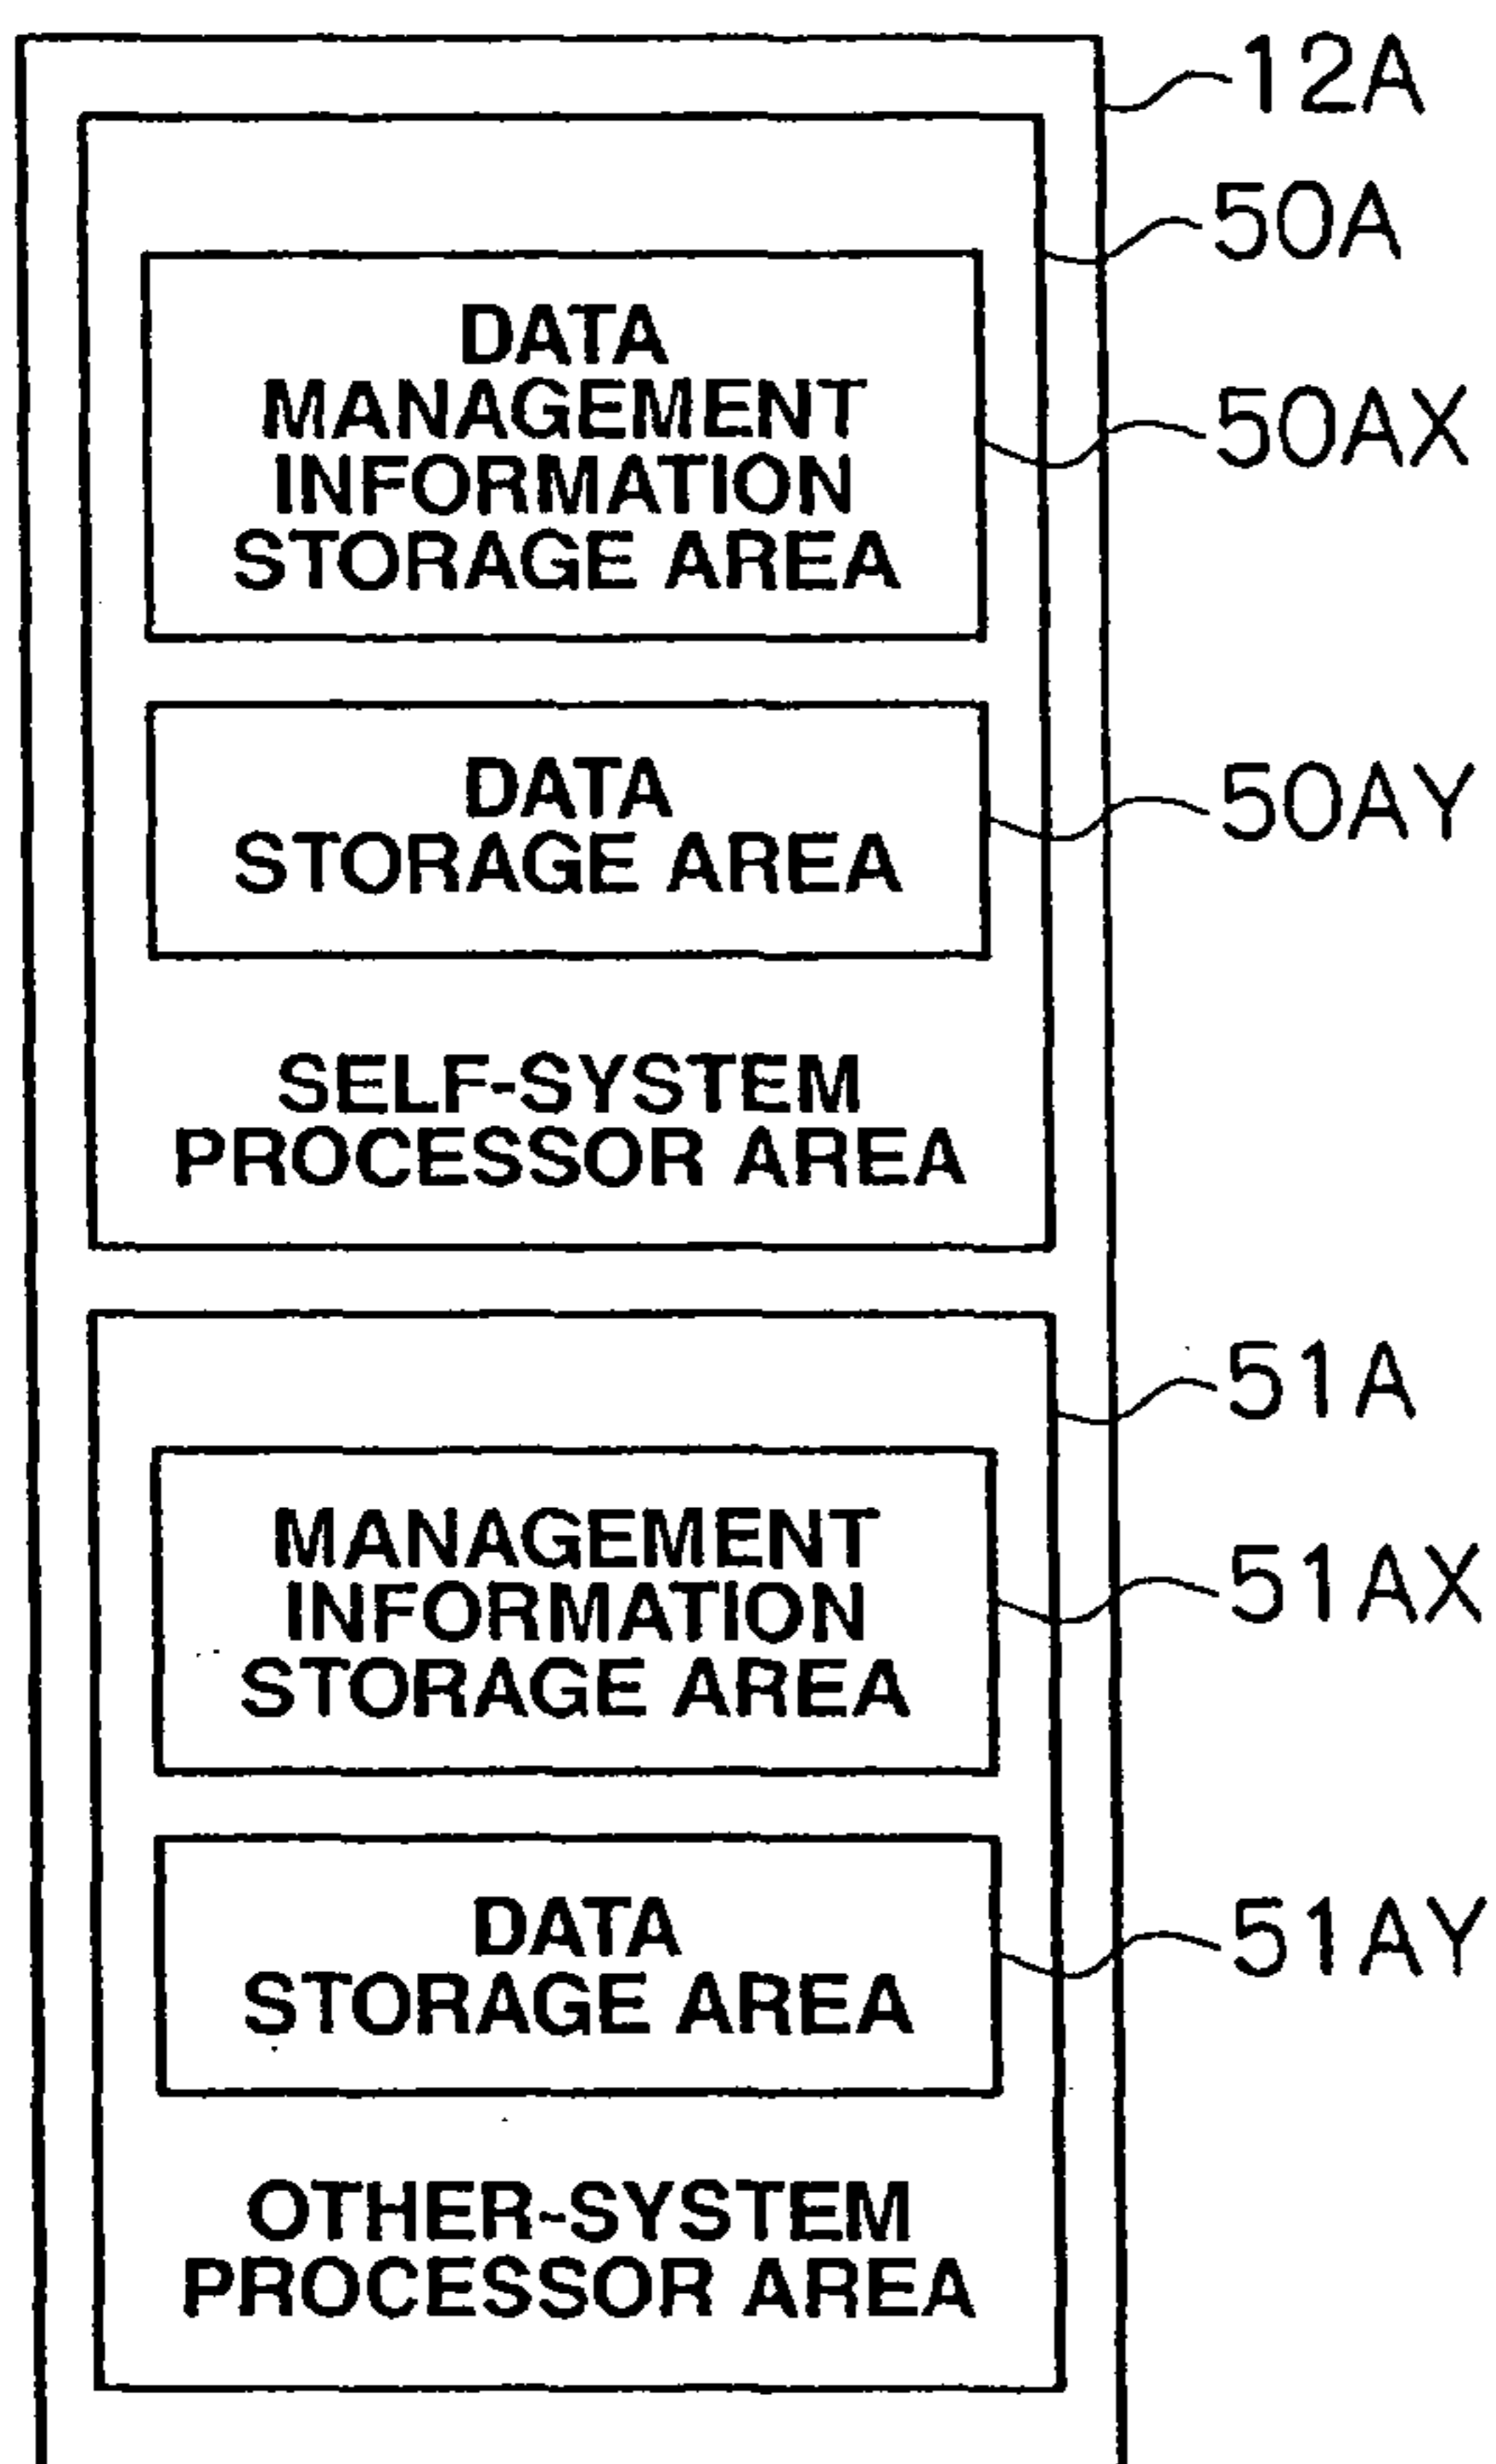 12A
50A
DATA
MANAGEMENT
INFORMATION
STORAGE AREA
50AX
DATA
STORAGE AREA
50AY
SELF-SYSTEM
PROCESSOR AREA
51A
MANAGEMENT
INFORMATION
STORAGE AREA
51AX
DATA
STORAGE AREA
51AY
OTHER-SYSTEM
PROCESSOR AREA